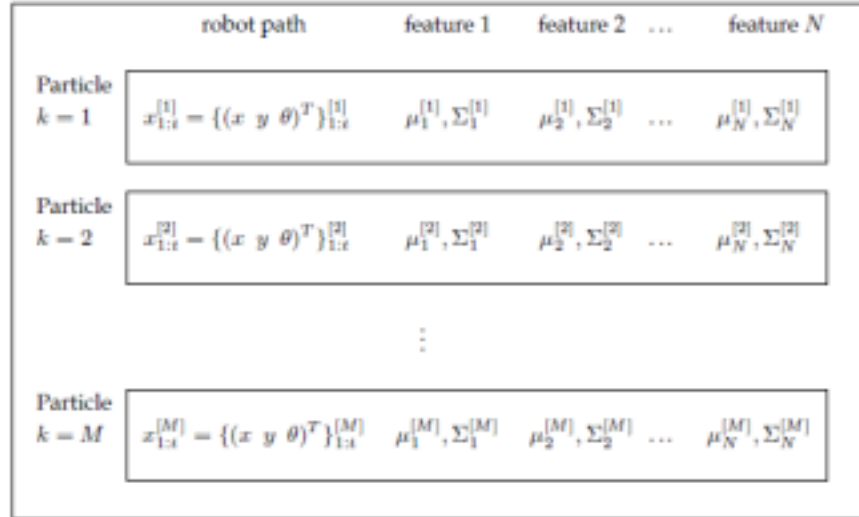 robot path feature 1 feature 2 … feature N
Particle
k = 1 x_{1:t}^{[1]} = {(x y θ)^T}_{1:t}^{[1]} μ_1^{[1]}, Σ_1^{[1]} μ_2^{[1]}, Σ_2^{[1]} … μ_N^{[1]}, Σ_N^{[1]}
Particle
k = 2 x_{1:t}^{[2]} = {(x y θ)^T}_{1:t}^{[2]} μ_1^{[2]}, Σ_1^{[2]} μ_2^{[2]}, Σ_2^{[2]} … μ_N^{[2]}, Σ_N^{[2]}
⋮
Particle
k = M x_{1:t}^{[M]} = {(x y θ)^T}_{1:t}^{[M]} μ_1^{[M]}, Σ_1^{[M]} μ_2^{[M]}, Σ_2^{[M]} … μ_N^{[M]}, Σ_N^{[M]}